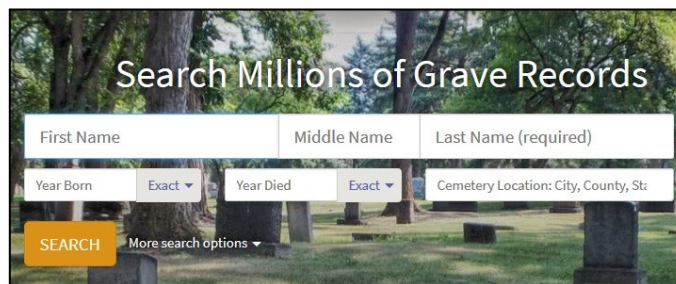 Search Millions of Grave Records
First Name Middle Name Last Name (required)
Year Born Exact Year Died Exact Cemetery Location: City, County, Sta
SEARCH More search options